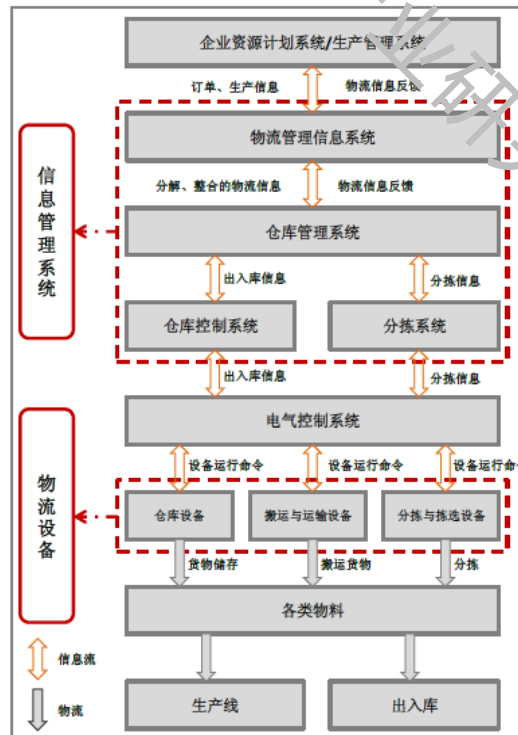 企业资源计划系统/生产管理系统
订单、生产信息 物流信息反馈
物流管理信息系统
分解、整合的物流信息 物流信息反馈
信息管理系统
仓库管理系统
出入库信息 分拣信息
仓库控制系统 分拣系统
出入库信息 分拣信息
电气控制系统
设备运行命令 设备运行命令 设备运行命令
物流设备
仓库设备 搬运与运输设备 分拣与拣选设备
货物储存 搬运货物 分拣
各类物料
信息流
生产线 出入库
物流
业研